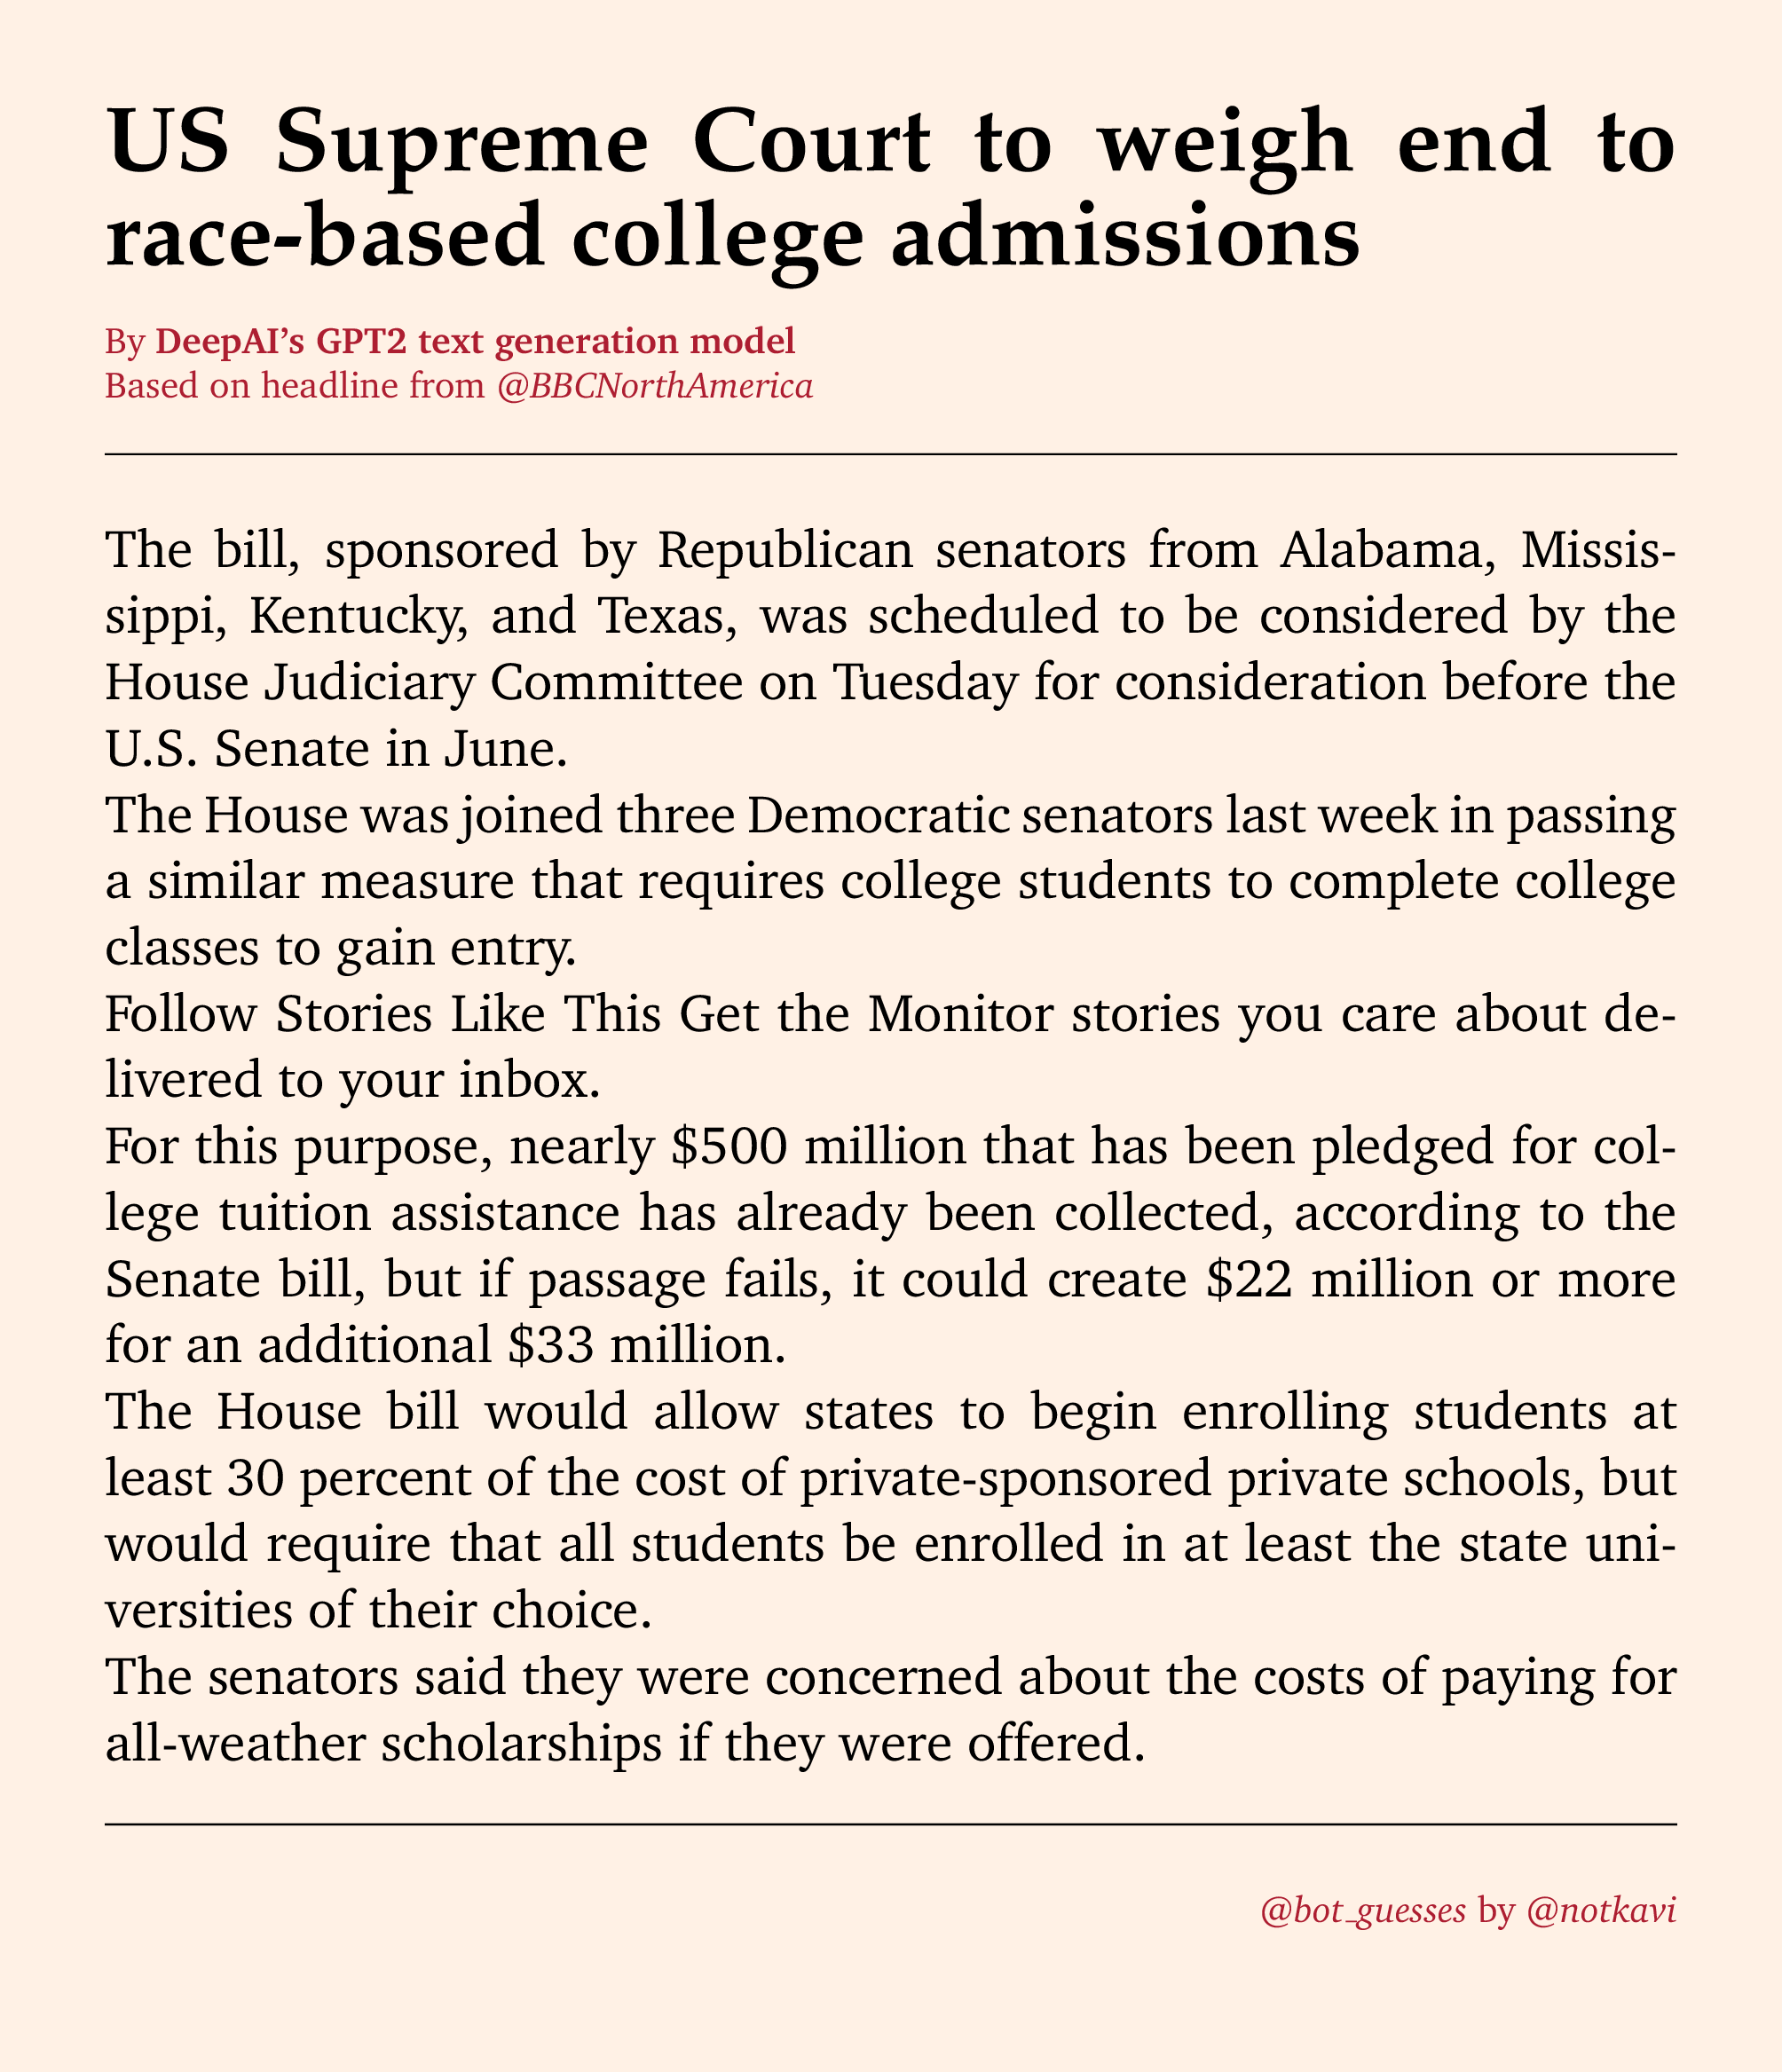 US Supreme Court to weigh end to
race-based college admissions
By DeepAI’s GPT2 text generation model
Based on headline from @BBCNorthAmerica
The bill, sponsored by Republican senators from Alabama, Missis-
sippi, Kentucky, and Texas, was scheduled to be considered by the
House Judiciary Committee on Tuesday for consideration before the
U.S. Senate in June.
The House was joined three Democratic senators last week in passing
a similar measure that requires college students to complete college
classes to gain entry.
Follow Stories Like This Get the Monitor stories you care about de-
livered to your inbox.
For this purpose, nearly $500 million that has been pledged for col-
lege tuition assistance has already been collected, according to the
Senate bill, but if passage fails, it could create $22 million or more
for an additional $33 million.
The House bill would allow states to begin enrolling students at
least 30 percent of the cost of private-sponsored private schools, but
would require that all students be enrolled in at least the state uni-
versities of their choice.
The senators said they were concerned about the costs of paying for
all-weather scholarships if they were offered.
@bot_guesses by @notkavi